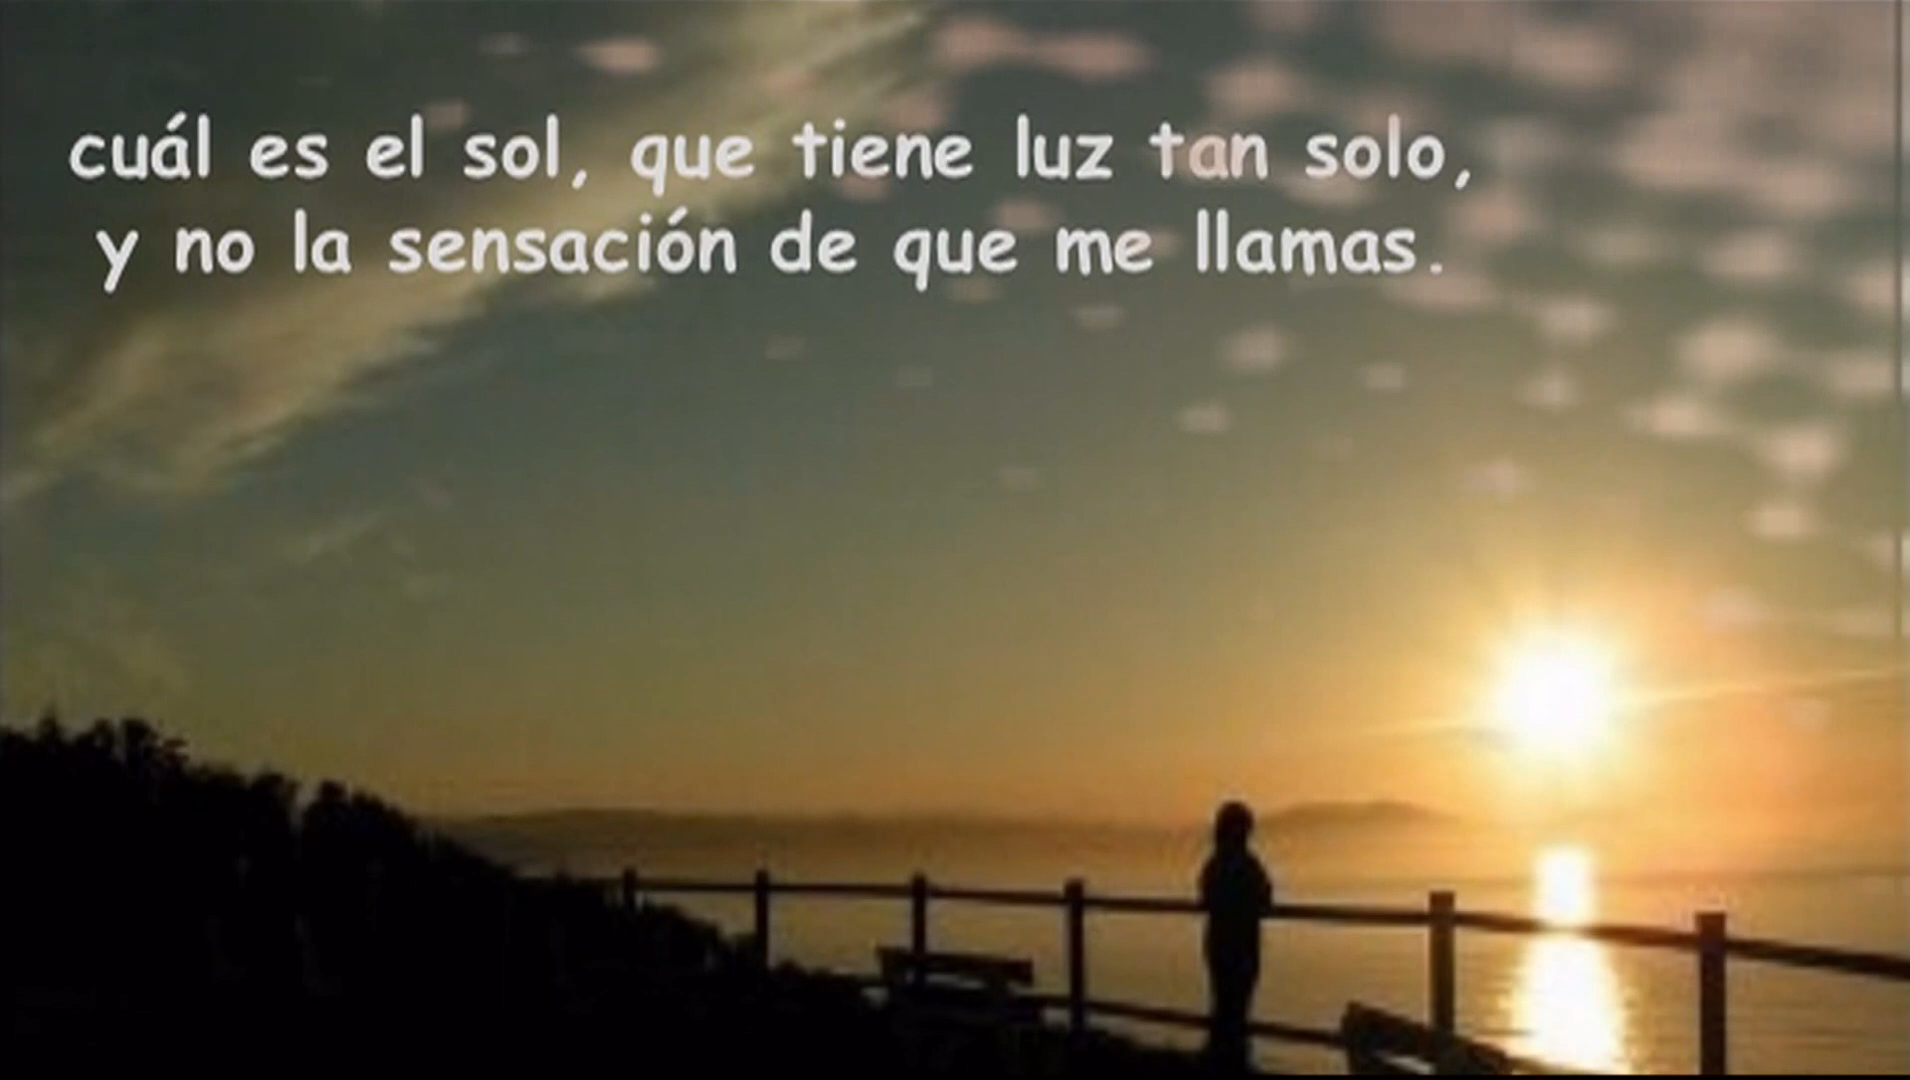 cuál es el sol, que tiene luz tan solo,
y no la sensación de que me llamas.